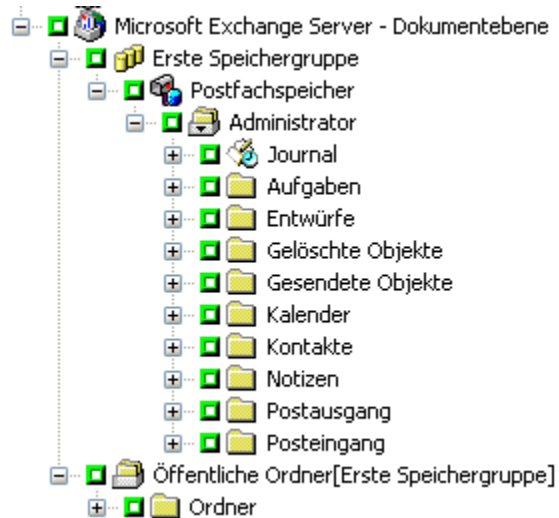 Microsoft Exchange Server - Dokumentebene
Erste Speichergruppe
Postfachspeicher
Administrator
Journal
Aufgaben
Entwürfe
Gelöschte Objekte
Gesendete Objekte
Kalender
Kontakte
Notizen
Postausgang
Posteingang
Öffentliche Ordner[Erste Speichergruppe]
Ordner